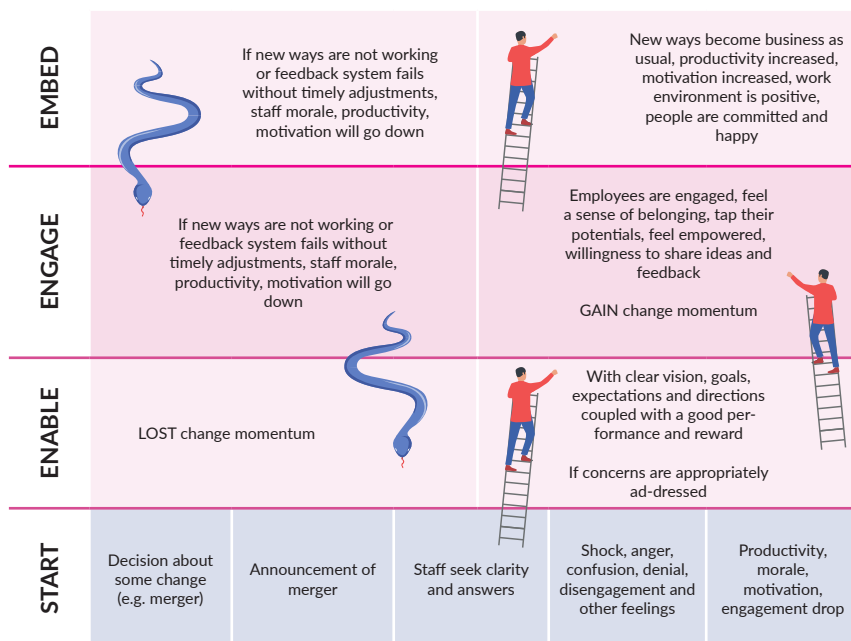 EMBED
If new ways are not working
or feedback system fails
without timely adjustments,
staff morale, productivity,
motivation will go down
New ways become business as
usual, productivity increased,
motivation increased, work
environment is positive,
people are committed and
happy
ENGAGE
If new ways are not working or
feedback system fails without
timely adjustments, staff morale,
productivity, motivation will go
down
Employees are engaged, feel
a sense of belonging, tap their
potentials, feel empowered,
willingness to share ideas and
feedback
GAIN change momentum
ENABLE
LOST change momentum
With clear vision, goals,
expectations and directions
coupled with a good per-
formance and reward
If concerns are appropriately
ad-dressed
START
Decision about
some change
(e.g. merger)
Announcement of
merger
Staff seek clarity
and answers
Shock, anger,
confusion, denial,
disengagement and
other feelings
Productivity,
morale,
motivation,
engagement drop